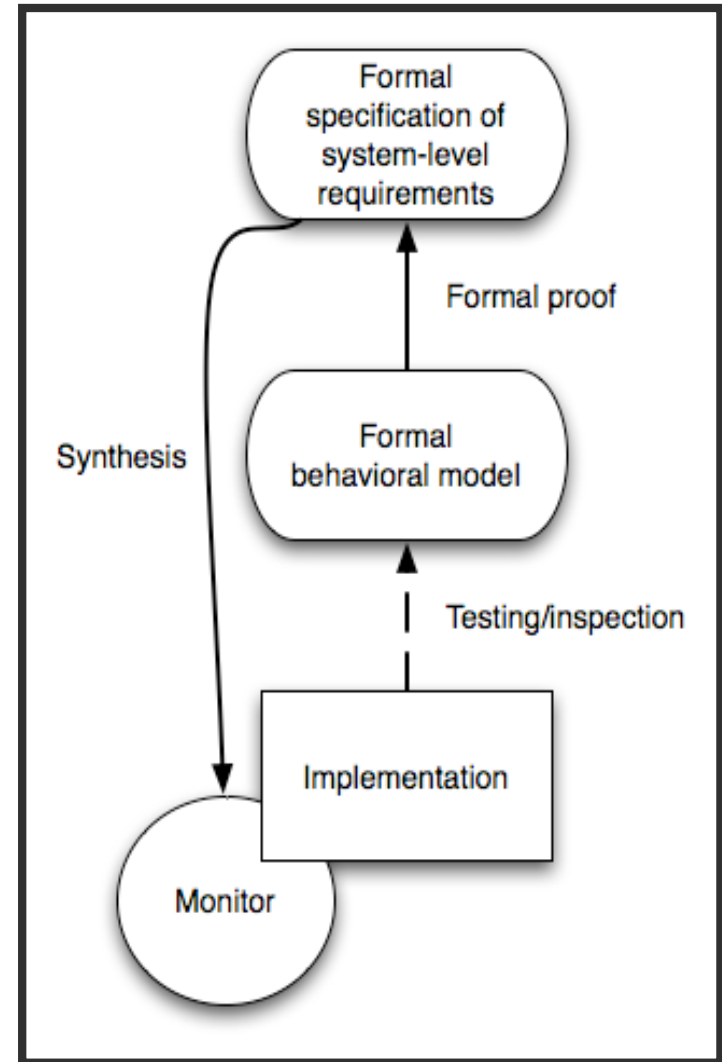 Formal
specification of
system-level
requirements
Formal proof
Formal
behavioral model
Synthesis
Testing/inspection
Implementation
Monitor